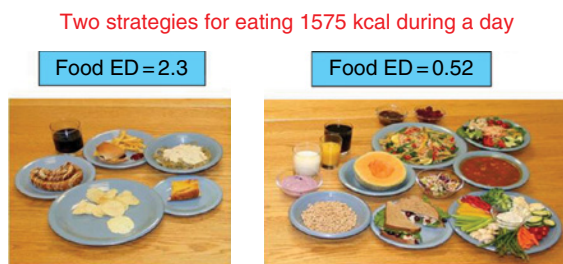 Two strategies for eating 1575 kcal during a day
Food ED = 2.3
Food ED = 0.52